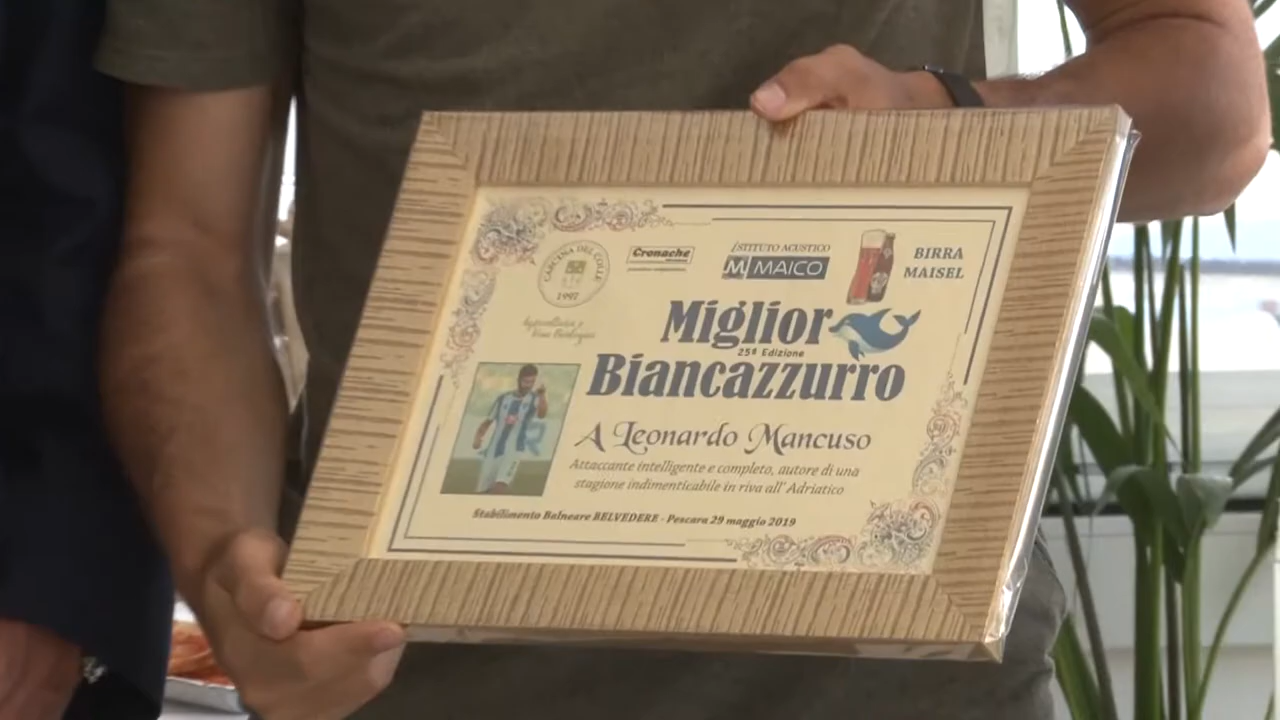 CASCINA DEL COLLE
1997
Cronache
ISTITUTO ACUSTICO
M MAICO
BIRRA
MAISEL
Miglior
25ª Edizione
Biancazzurro
A Leonardo Mancuso
Attaccante intelligente e completo, autore di una
stagione indimenticabile in riva all' Adriatico
Stabilimento Balneare BELVEDERE - Pescara 29 maggio 2019